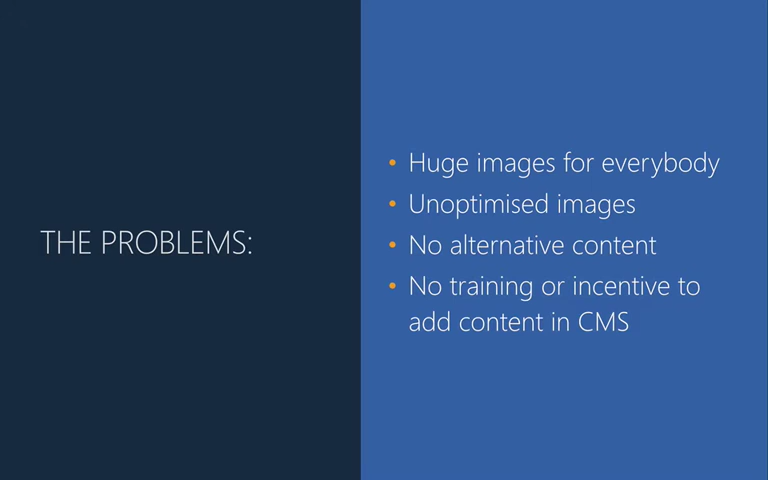 THE PROBLEMS:
• Huge images for everybody
• Unoptimised images
• No alternative content
• No training or incentive to
add content in CMS